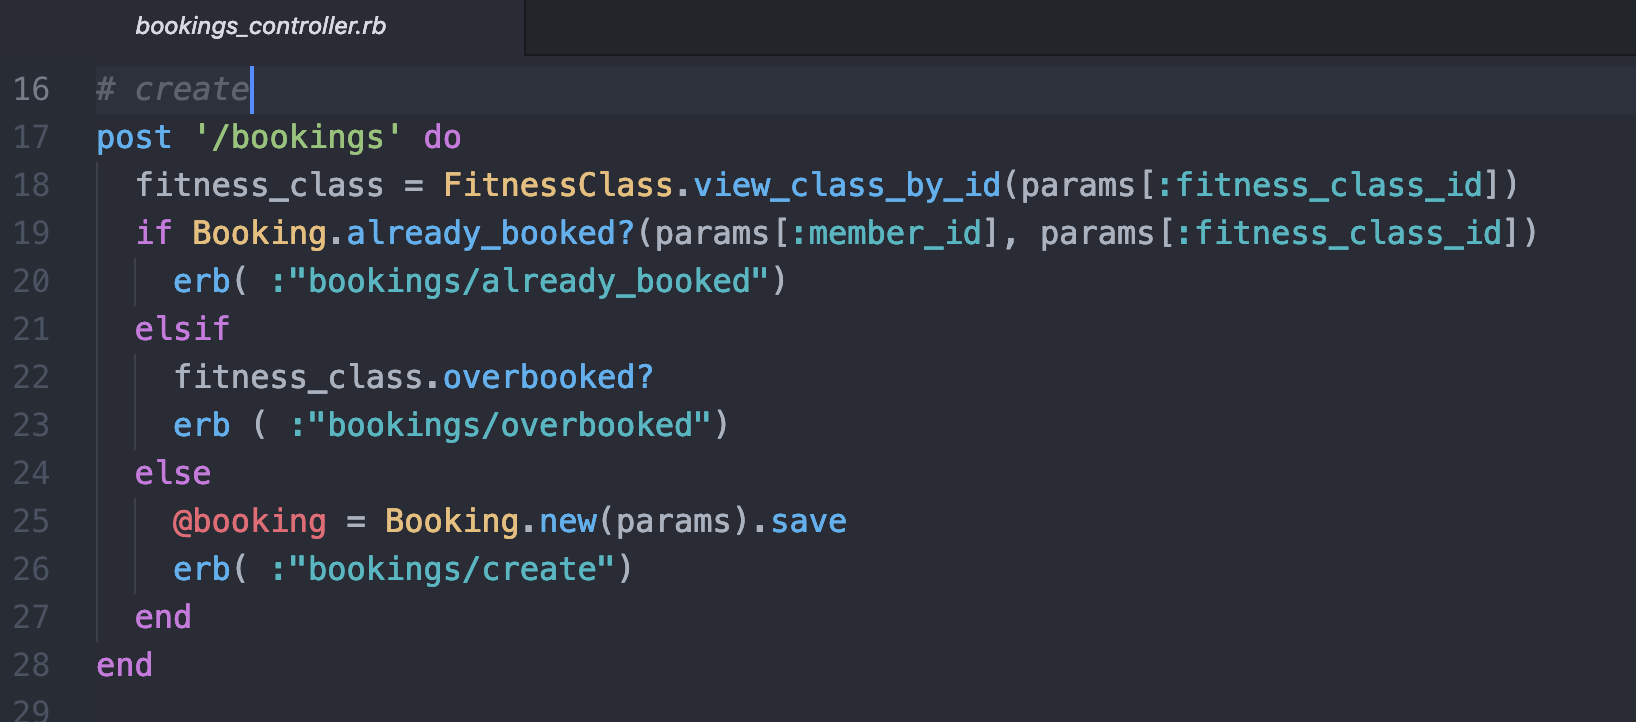 bookings_controller.rb
16 # create
17 post '/bookings' do
18   fitness_class = FitnessClass.view_class_by_id(params[:fitness_class_id])
19   if Booking.already_booked?(params[:member_id], params[:fitness_class_id])
20     erb( :"bookings/already_booked")
21   elsif
22     fitness_class.overbooked?
23     erb ( :"bookings/overbooked")
24   else
25     @booking = Booking.new(params).save
26     erb( :"bookings/create")
27   end
28 end
29